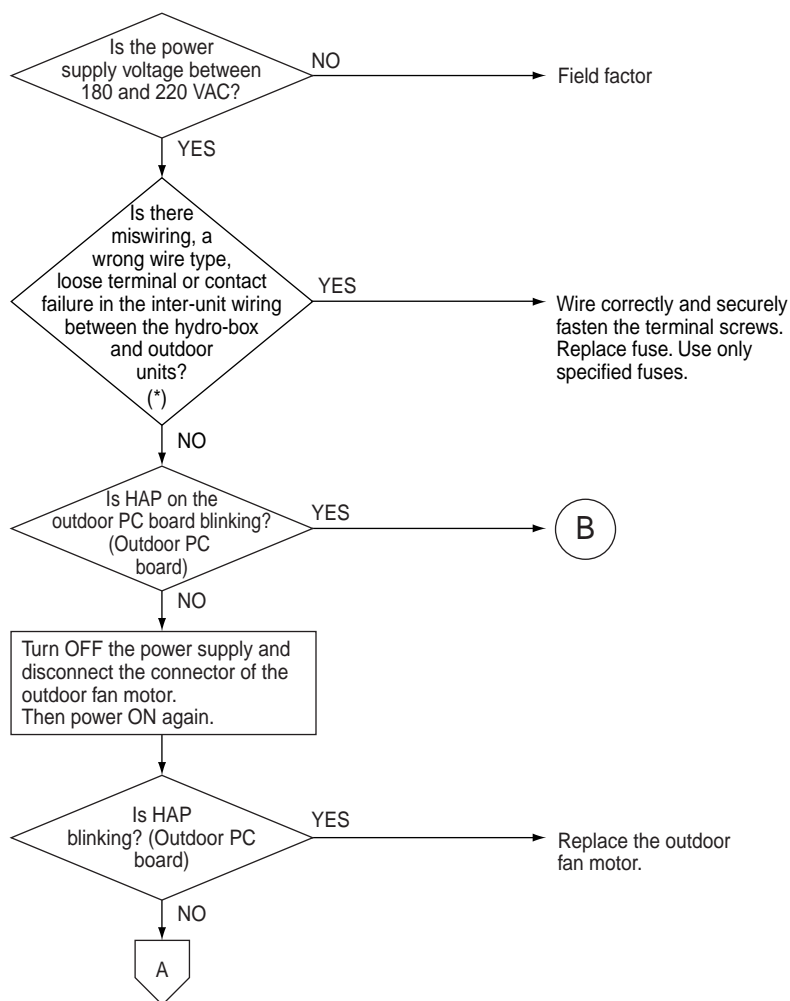 Is the power
supply voltage between
180 and 220 VAC?
NO
Field factor
YES
Is there
miswiring, a
wrong wire type,
loose terminal or contact
failure in the inter-unit wiring
between the hydro-box
and outdoor
units?
(*)
YES
Wire correctly and securely
fasten the terminal screws.
Replace fuse. Use only
specified fuses.
NO
Is HAP on the
outdoor PC board blinking?
(Outdoor PC
board)
YES
B
NO
Turn OFF the power supply and
disconnect the connector of the
outdoor fan motor.
Then power ON again.
Is HAP
blinking? (Outdoor PC
board)
YES
Replace the outdoor
fan motor.
NO
A